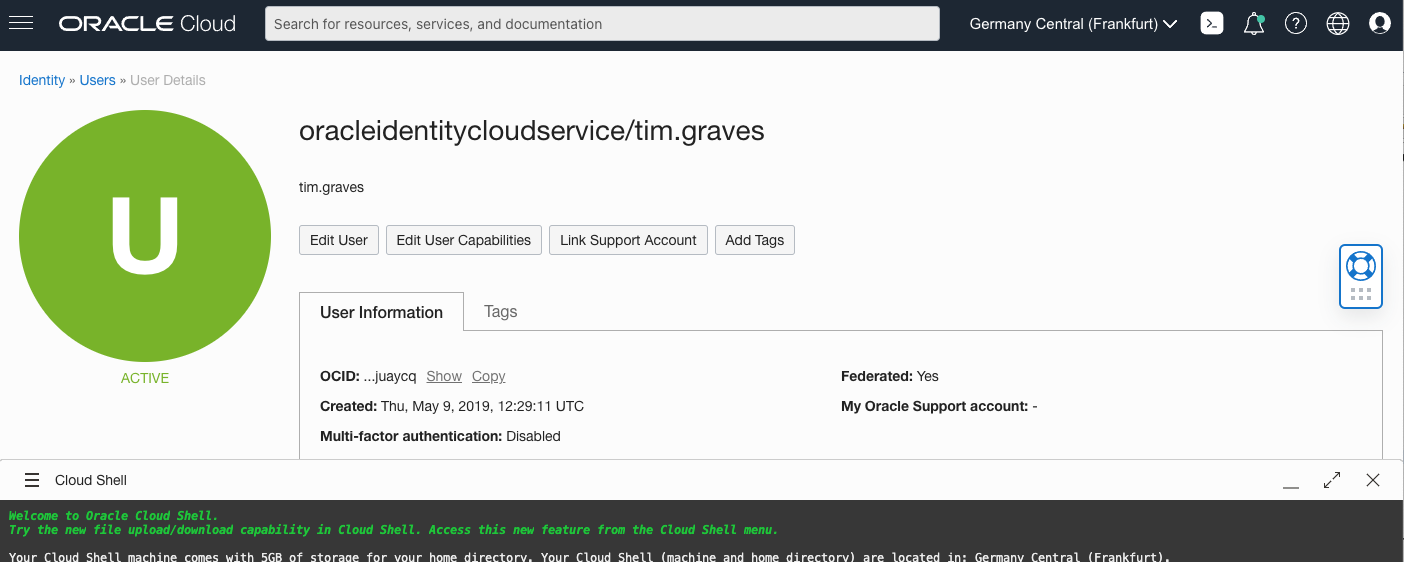 ORACLE Cloud
Search for resources, services, and documentation
Germany Central (Frankfurt)
Identity » Users » User Details
U
ACTIVE
oracleidentitycloudservice/tim.graves
tim.graves
Edit User
Edit User Capabilities
Link Support Account
Add Tags
User Information
Tags
OCID: ...juaycq Show Copy
Federated: Yes
Created: Thu, May 9, 2019, 12:29:11 UTC
My Oracle Support account: -
Multi-factor authentication: Disabled
Cloud Shell
Welcome to Oracle Cloud Shell.
Try the new file upload/download capability in Cloud Shell. Access this new feature from the Cloud Shell menu.
Your Cloud Shell machine comes with 5GB of storage for your home directory. Your Cloud Shell (machine and home directory) are located in: Germany Central (Frankfurt).